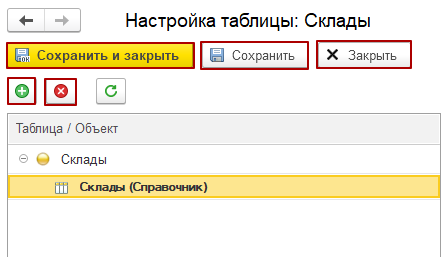 Настройка таблицы: Склады
Сохранить и закрыть Сохранить Закрыть
Таблица / Объект
Склады
Склады (Справочник)